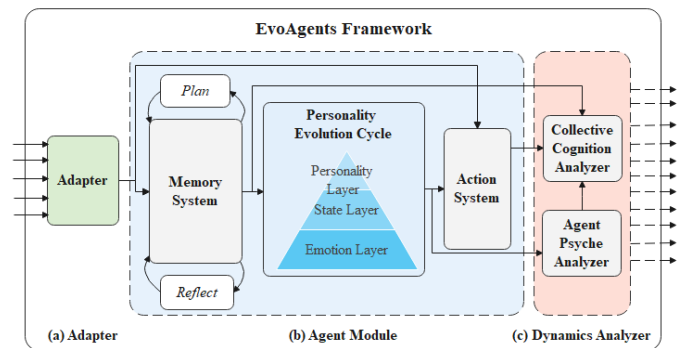 EvoAgents Framework
Plan
Adapter
Memory
System
Reflect
Personality
Evolution Cycle
Personality
Layer
State Layer
Emotion Layer
Action
System
Collective
Cognition
Analyzer
Agent
Psyche
Analyzer
(a) Adapter
(b) Agent Module
(c) Dynamics Analyzer